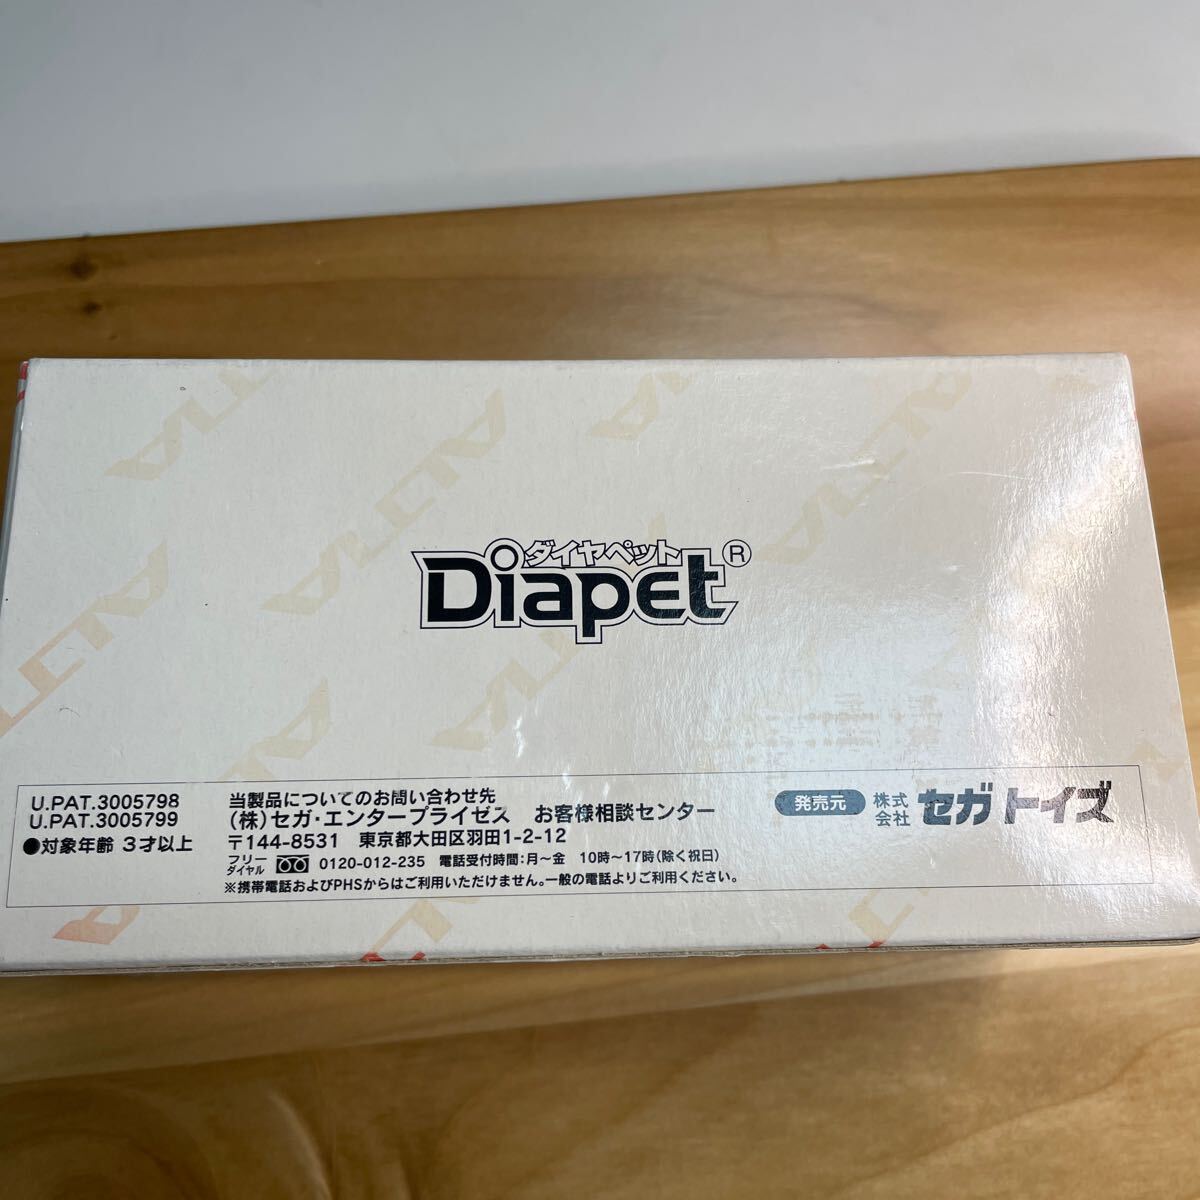 ダイヤペット
Diapet®
U.PAT.3005798
U.PAT.3005799
●対象年齢 3才以上
当製品についてのお問い合わせ先
(株)セガ・エンタープライゼス お客様相談センター
〒144-8531 東京都大田区羽田1-2-12
フリーダイヤル 0120-012-235 電話受付時間:月~金 10時~17時(除く祝日)
※携帯電話およびPHSからはご利用いただけません。一般の電話よりご利用ください。
発売元 株式会社 セガ トイズ